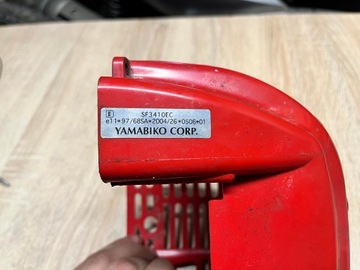 E SF3410EC
e11*97/68SA*2004/26*0506*01
YAMABIKO CORP.